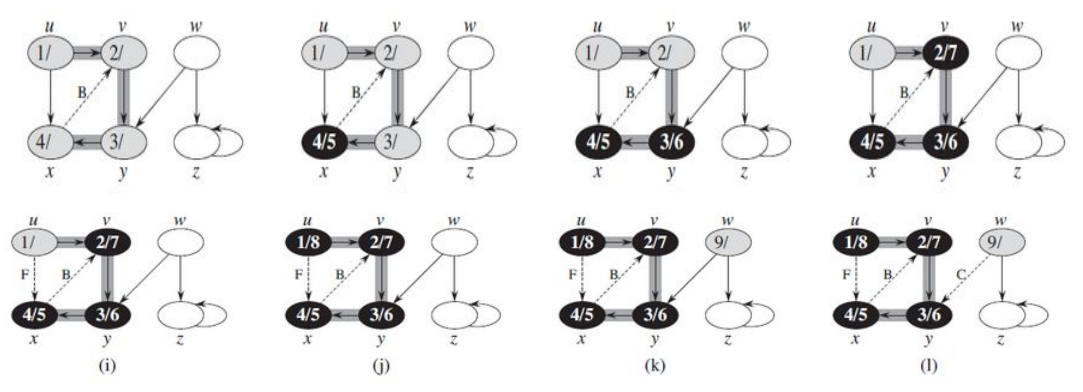 u v w u v w u v w u v w
1/ 2/ 1/ 2/ 1/ 2/ 1/ 2/7
B B B B
4/ 3/ 4/5 3/ 4/5 3/6 4/5 3/6
x y z x y z x y z x y z
u v w u v w u v w u v w
1/ 2/7 1/8 2/7 1/8 2/7 9/ 1/8 2/7 9/
F B F B F B F B C
4/5 3/6 4/5 3/6 4/5 3/6 4/5 3/6
x y z x y z x y z x y z
(i) (j) (k) (l)